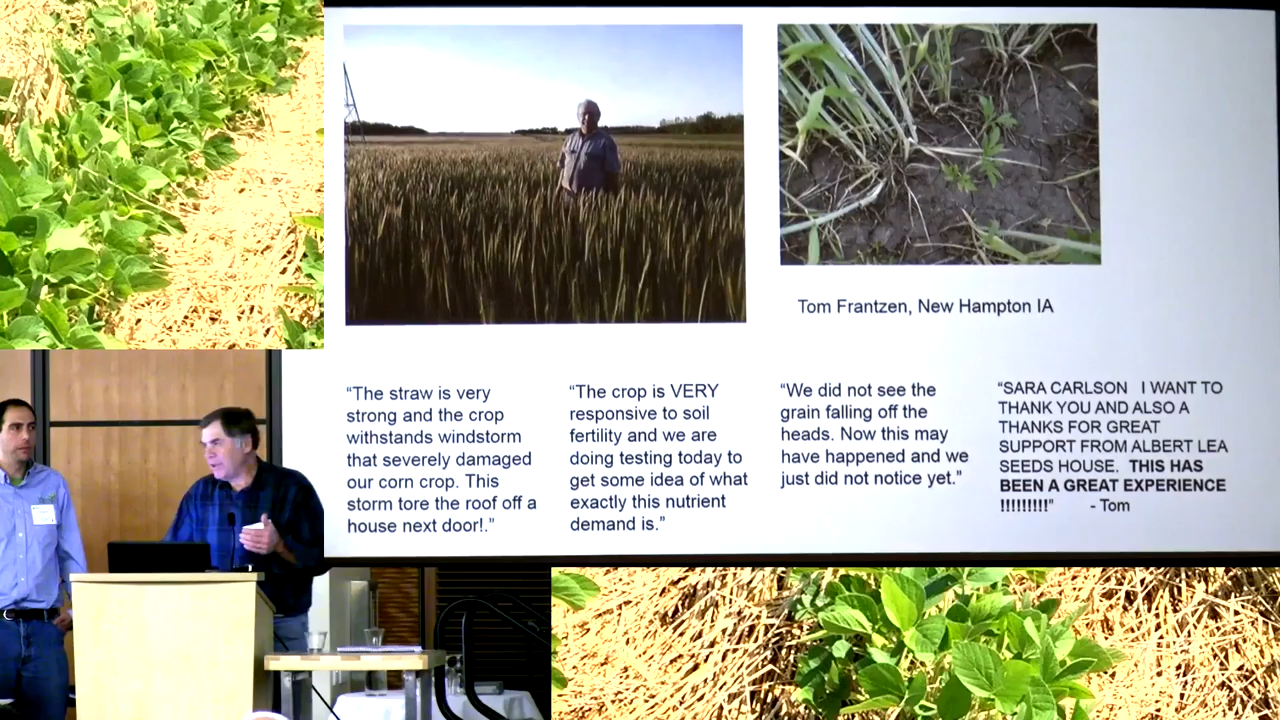 Tom Frantzen, New Hampton IA
“The straw is very
strong and the crop
withstands windstorm
that severely damaged
our corn crop. This
storm tore the roof off a
house next door!.”
“The crop is VERY
responsive to soil
fertility and we are
doing testing today to
get some idea of what
exactly this nutrient
demand is.”
“We did not see the
grain falling off the
heads. Now this may
have happened and we
just did not notice yet.”
“SARA CARLSON   I WANT TO
THANK YOU AND ALSO A
THANKS FOR GREAT
SUPPORT FROM ALBERT LEA
SEEDS HOUSE.  THIS HAS
BEEN A GREAT EXPERIENCE
!!!!!!!!!”       - Tom